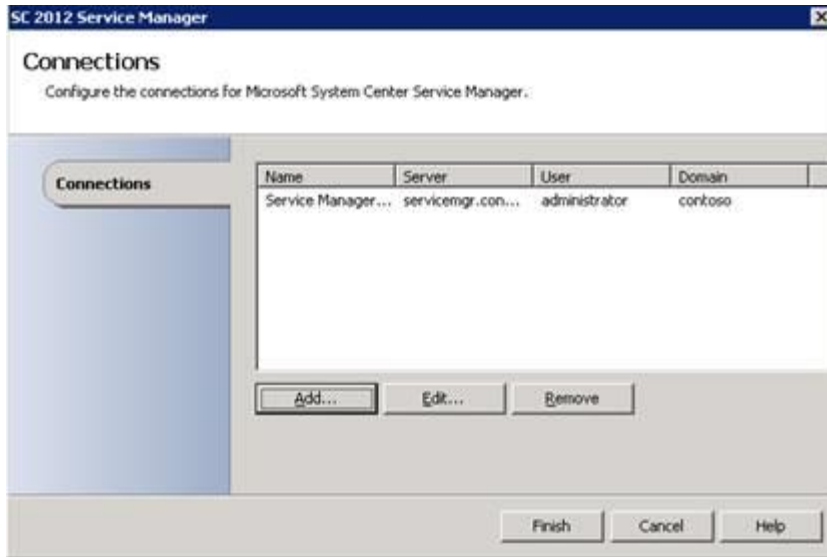 SC 2012 Service Manager
Connections
Configure the connections for Microsoft System Center Service Manager.
Connections
Name Server User Domain
Service Manager... servicemgr.con... administrator contoso
Add... Edit... Remove
Finish Cancel Help